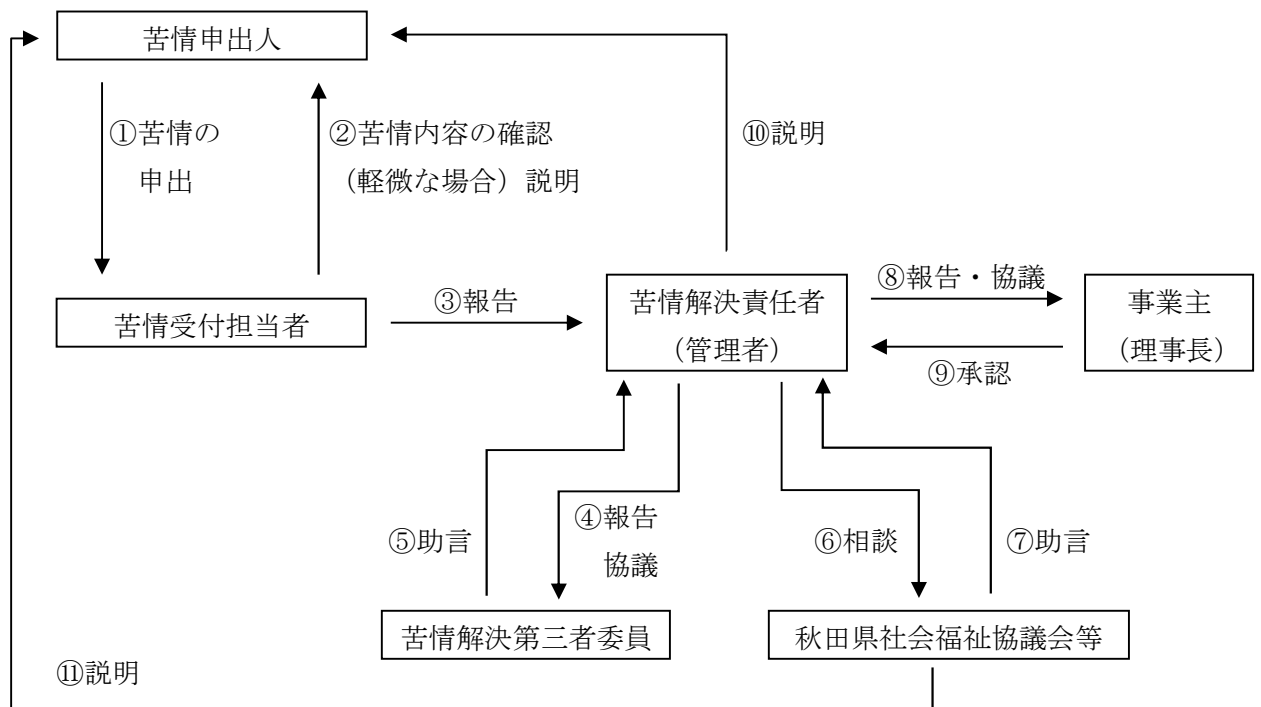 苦情申出人
①苦情の
申出
②苦情内容の確認
（軽微な場合）説明
⑩説明
苦情受付担当者
③報告
苦情解決責任者
（管理者）
⑧報告・協議
⑨承認
事業主
（理事長）
⑤助言
④報告
協議
⑥相談
⑦助言
苦情解決第三者委員
秋田県社会福祉協議会等
⑪説明